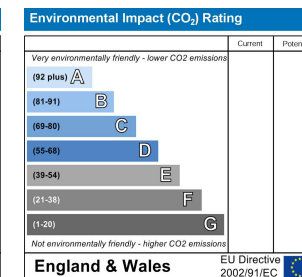 Environmental Impact (CO₂) Rating
Current Poten
Very environmentally friendly - lower CO2 emissions
(92 plus) A
(81-91) B
(69-80) C
(55-68) D
(39-54) E
(21-38) F
(1-20) G
Not environmentally friendly - higher CO2 emissions
England & Wales
EU Directive
2002/91/EC